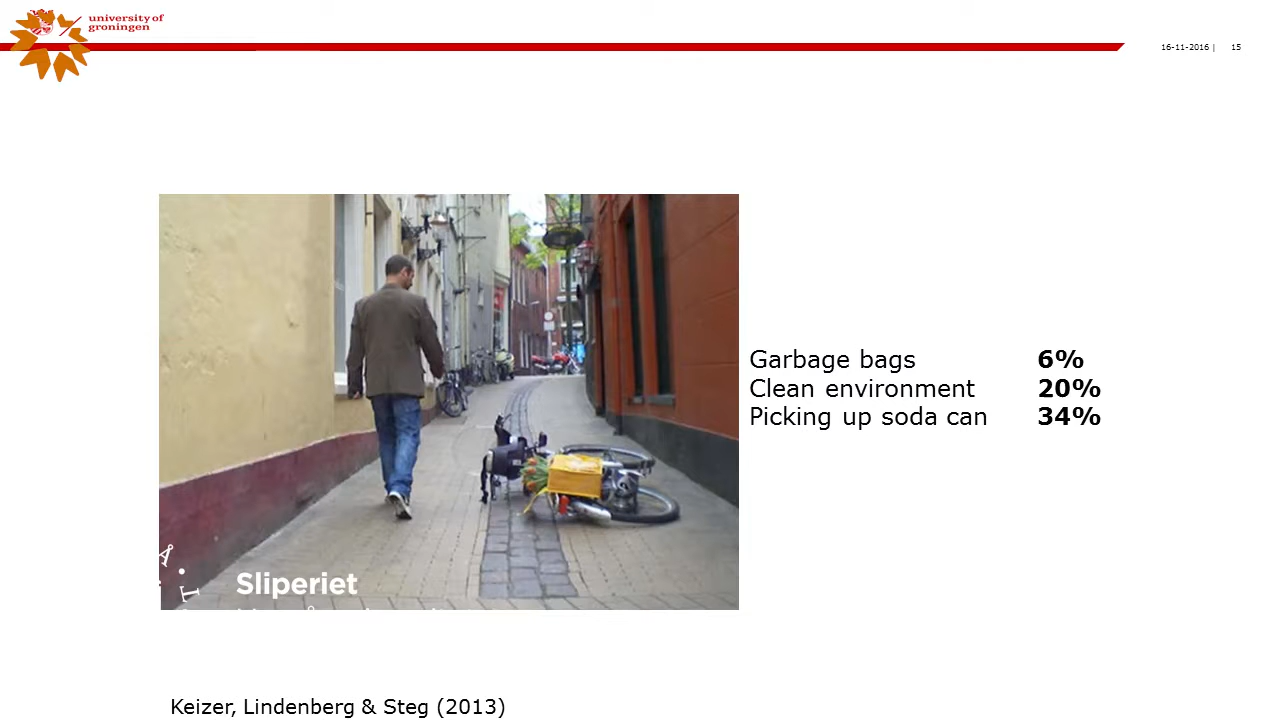 university of
groningen
16-11-2016 | 15
Garbage bags 6%
Clean environment 20%
Picking up soda can 34%
Sliperiet
Keizer, Lindenberg & Steg (2013)